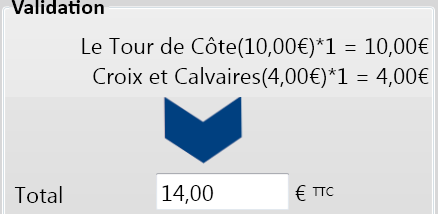 Validation
Le Tour de Côte(10,00€)*1 = 10,00€
Croix et Calvaires(4,00€)*1 = 4,00€
Total 14,00 € TTC